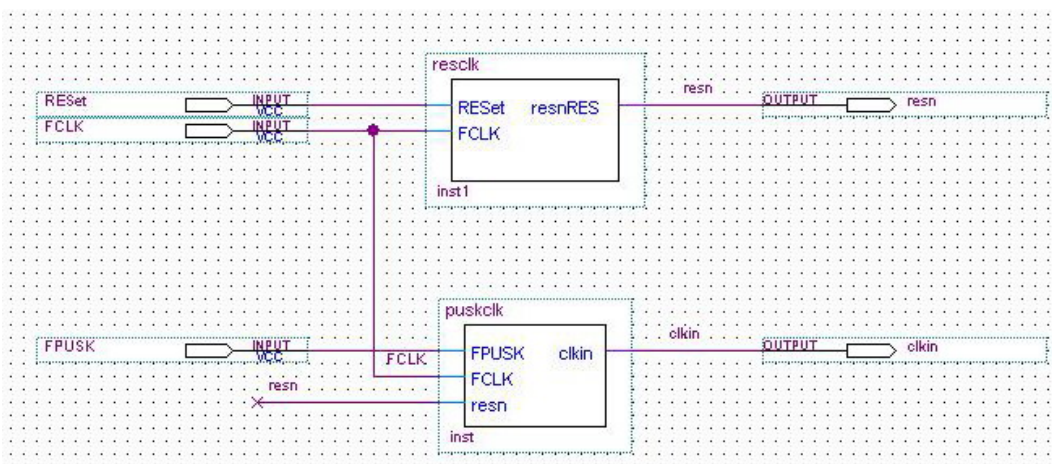 resclk
RESet INPUT VCC
RESet resnRES
resn
OUTPUT resn
FCLK INPUT VCC
FCLK
inst1
puskclk
FPUSK INPUT VCC
FCLK
FPUSK clkin
clkin
OUTPUT clkin
FCLK
resn
resn
inst